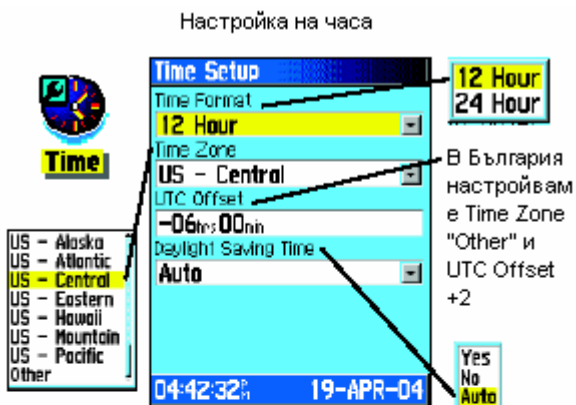 Настройка на часа
Time
Time Setup
Time Format
12 Hour
Time Zone
US - Central
UTC Offset
-06hrs00min
Daylight Saving Time
Auto
04:42:32PM 19-APR-04
12 Hour
24 Hour
В България
настройвам
е Time Zone
"Other" и
UTC Offset
+2
US - Alaska
US - Atlantic
US - Central
US - Eastern
US - Hawaii
US - Mountain
US - Pacific
Other
Yes
No
Auto